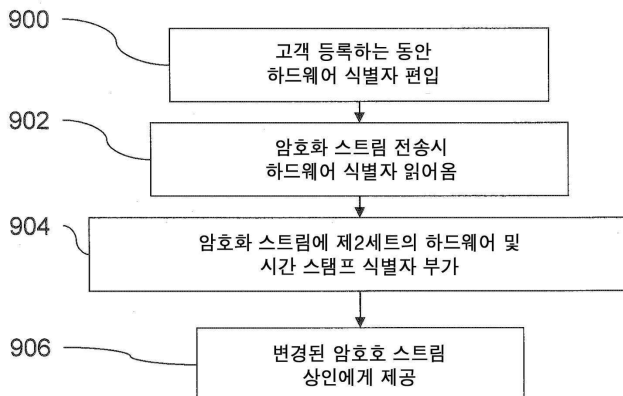 900
고객 등록하는 동안
하드웨어 식별자 편입
902
암호화 스트림 전송시
하드웨어 식별자 읽어옴
904
암호화 스트림에 제2세트의 하드웨어 및
시간 스탬프 식별자 부가
906
변경된 암호호 스트림
상인에게 제공